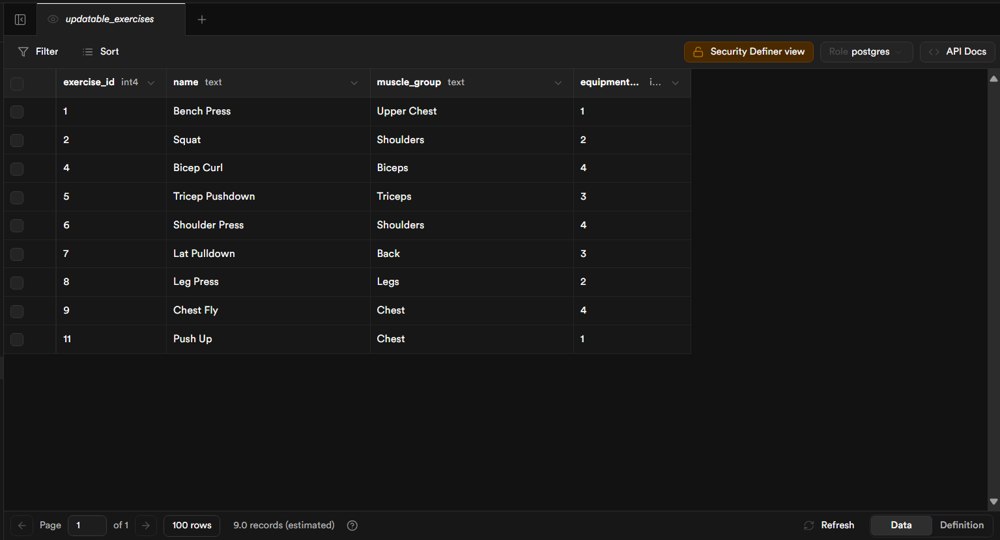 updatable_exercises
Filter Sort Security Definer view Role postgres API Docs
exercise_id int4 name text muscle_group text equipment... i...
1 Bench Press Upper Chest 1
2 Squat Shoulders 2
4 Bicep Curl Biceps 4
5 Tricep Pushdown Triceps 3
6 Shoulder Press Shoulders 4
7 Lat Pulldown Back 3
8 Leg Press Legs 2
9 Chest Fly Chest 4
11 Push Up Chest 1
Page 1 of 1 100 rows 9.0 records (estimated) Refresh Data Definition